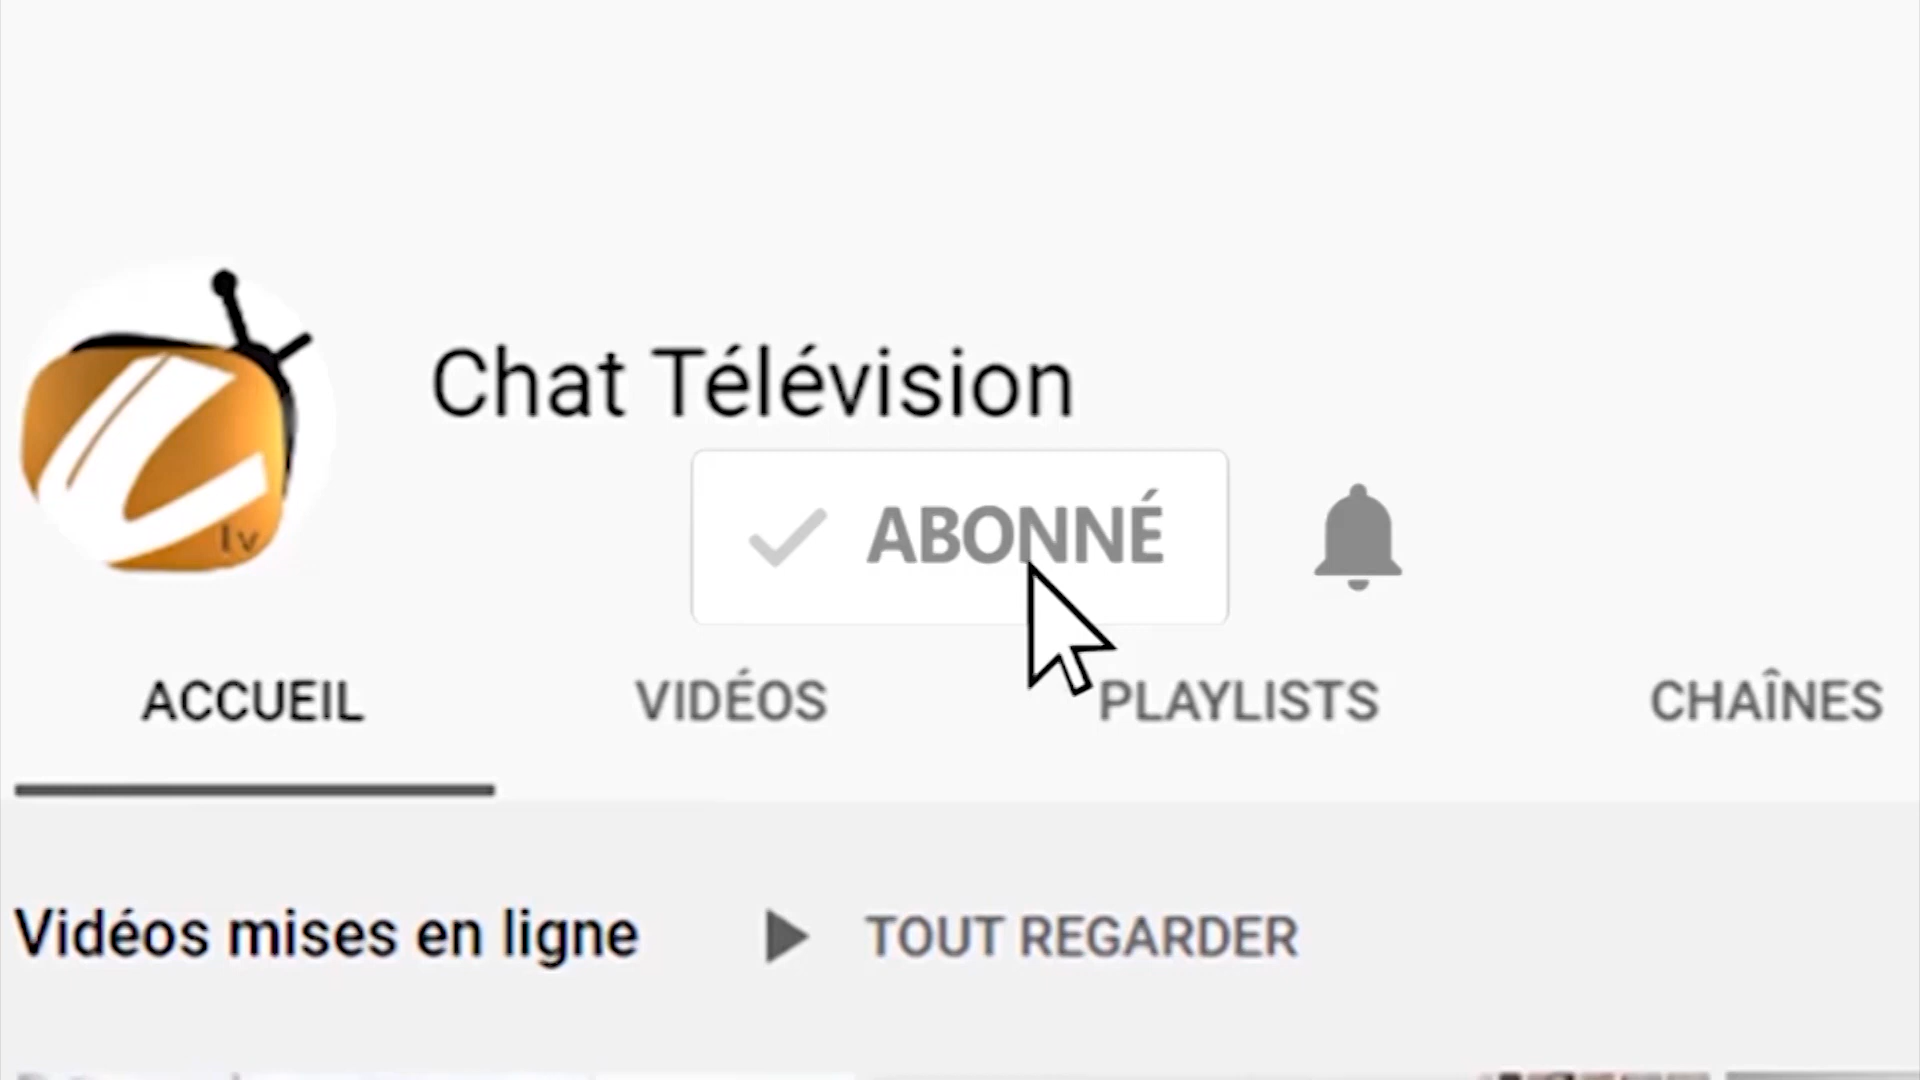 Chat Télévision
ABONNÉ
ACCUEIL VIDÉOS PLAYLISTS CHAÎNES
Vidéos mises en ligne TOUT REGARDER